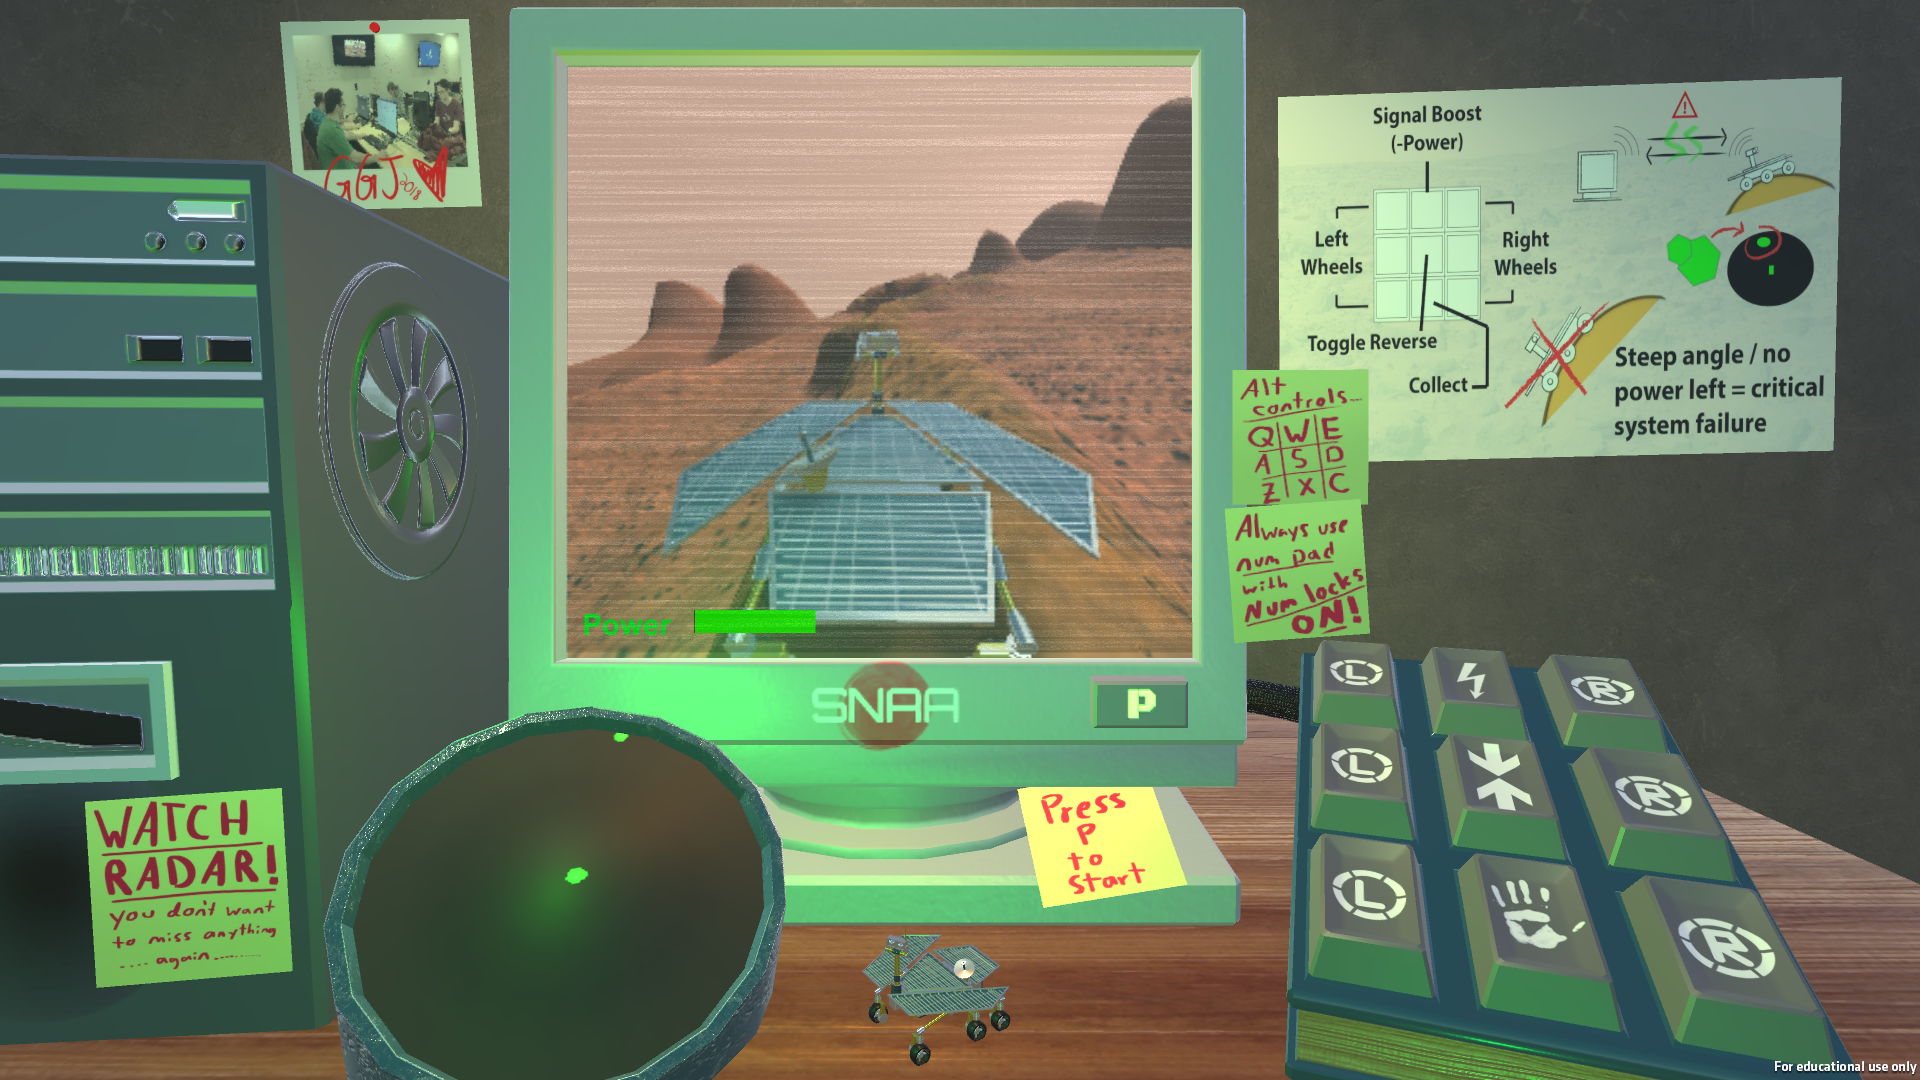 GGJ
2018
Signal Boost
(-Power)
Left
Wheels
Right
Wheels
Toggle Reverse
Collect
Steep angle / no
power left = critical
system failure
Alt
controls...
Q W E
A S D
Z X C
Always use
num pad
with
Num locks
ON!
Power
SNAA
P
Press
P
to
Start
WATCH
RADAR!
you don't want
to miss anything
.... again.......
L
R
L
R
L
R
For educational use only